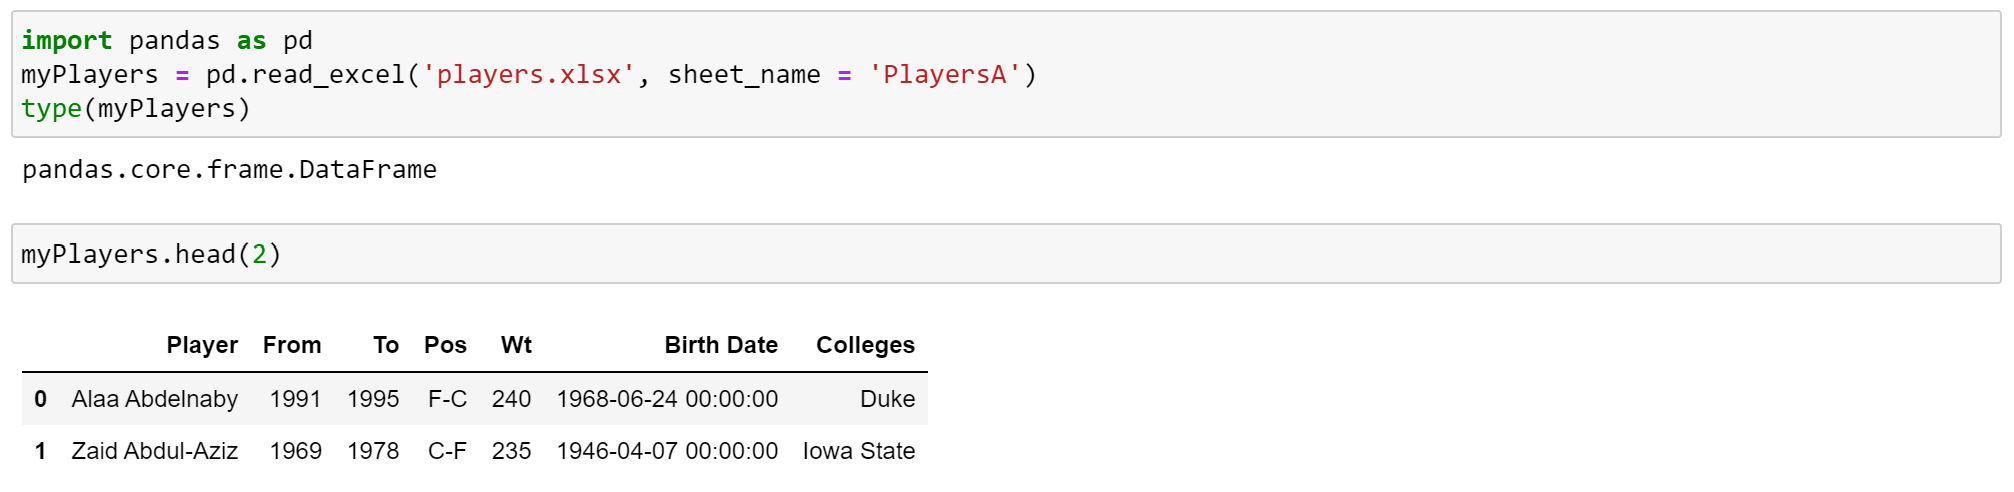 import pandas as pd
myPlayers = pd.read_excel('players.xlsx', sheet_name = 'PlayersA')
type(myPlayers)
pandas.core.frame.DataFrame
myPlayers.head(2)
Player From To Pos Wt Birth Date Colleges
0 Alaa Abdelnaby 1991 1995 F-C 240 1968-06-24 00:00:00 Duke
1 Zaid Abdul-Aziz 1969 1978 C-F 235 1946-04-07 00:00:00 Iowa State